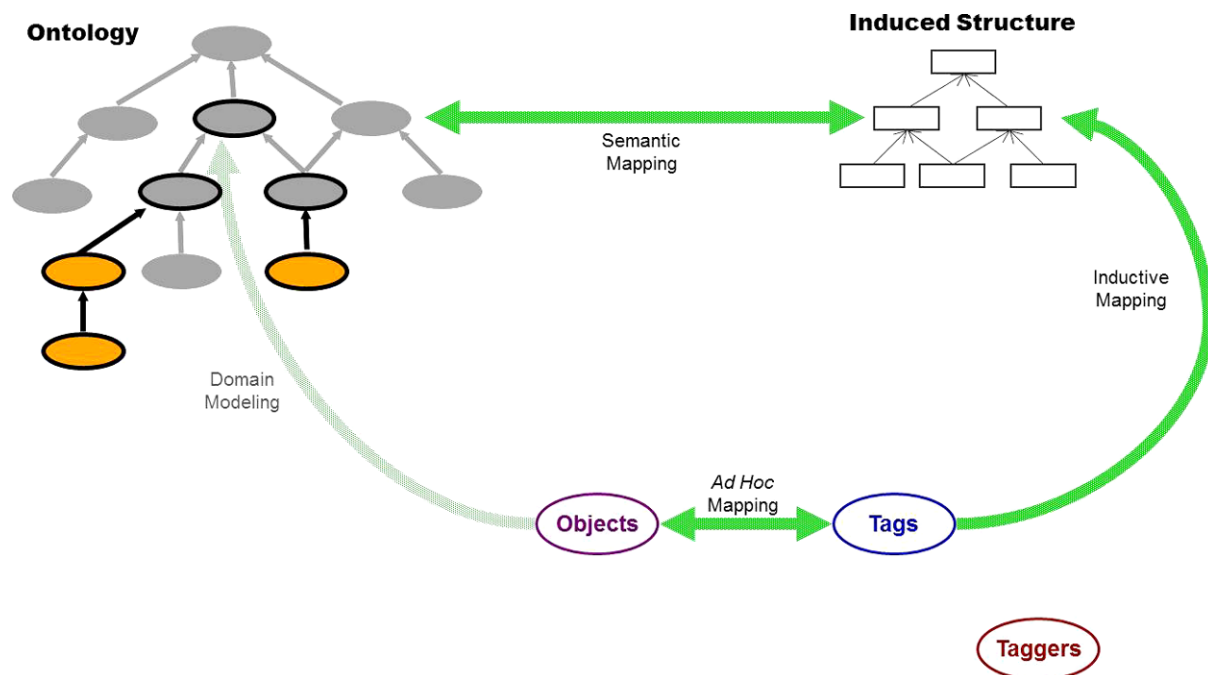 Ontology
Induced Structure
Semantic
Mapping
Inductive
Mapping
Domain
Modeling
Ad Hoc
Mapping
Objects
Tags
Taggers